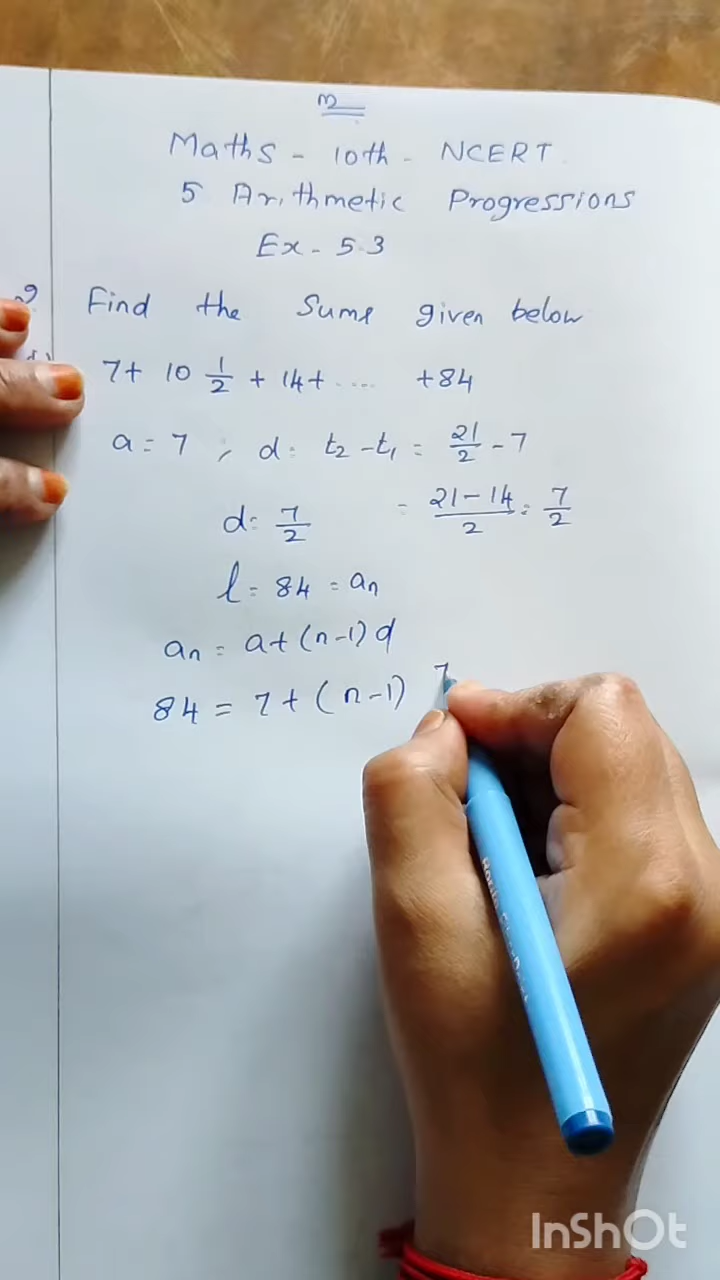 m
Maths - 10th - NCERT
5 Arithmetic Progressions
Ex - 5.3
Find the Sums given below
7 + 10 1/2 + 14 + .... + 84
a = 7 , d = t2 - t1 = 21/2 - 7
d = 7/2 = (21 - 14)/2 = 7/2
l = 84 = an
an = a + (n-1) d
84 = 7 + (n-1) 7
InShOt